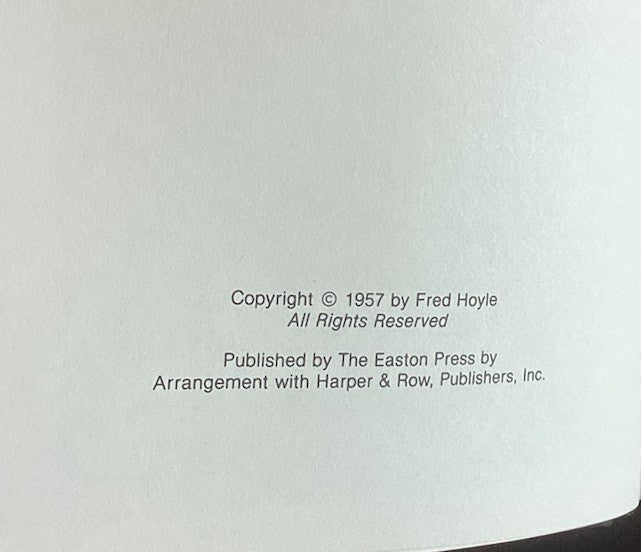 Copyright © 1957 by Fred Hoyle
All Rights Reserved
Published by The Easton Press by
Arrangement with Harper & Row, Publishers, Inc.